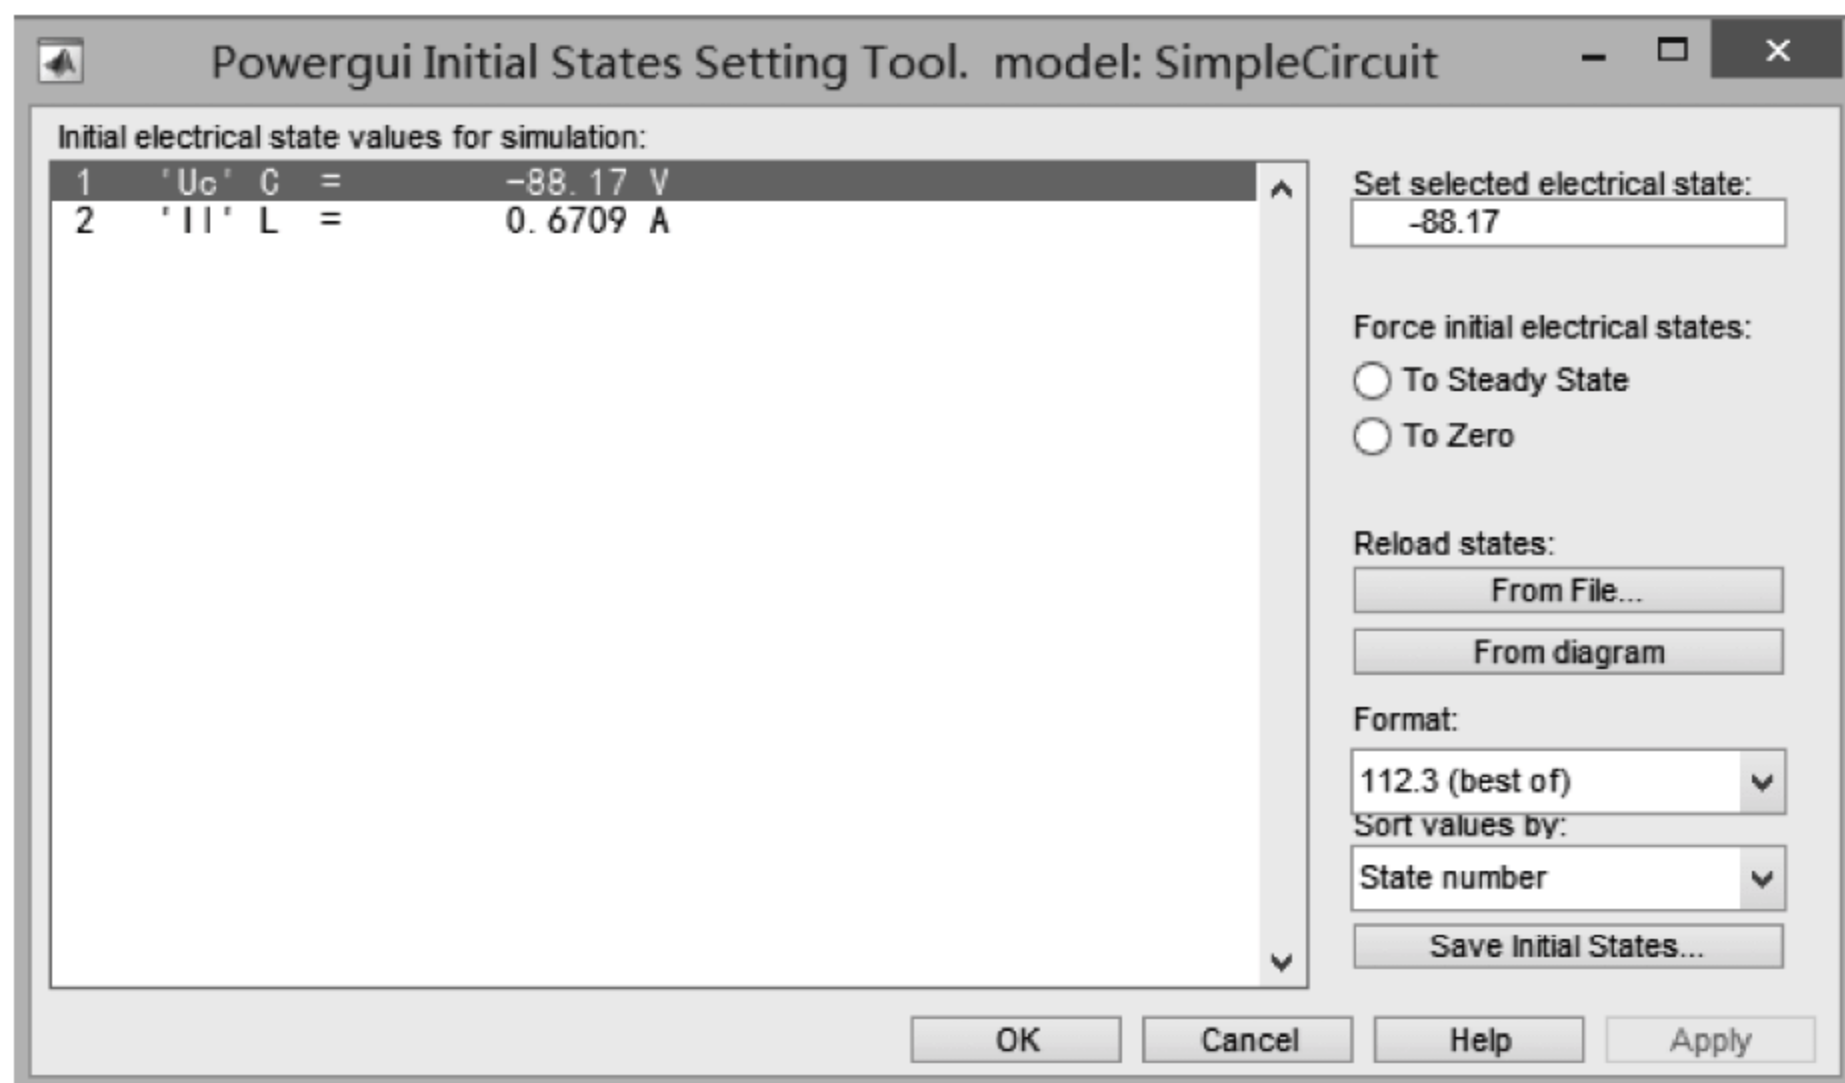 Powergui Initial States Setting Tool. model: SimpleCircuit
Initial electrical state values for simulation:
1 'Uc' C = -88.17 V
2 'Il' L = 0.6709 A
Set selected electrical state:
-88.17
Force initial electrical states:
To Steady State
To Zero
Reload states:
From File...
From diagram
Format:
112.3 (best of)
Sort values by:
State number
Save Initial States...
OK Cancel Help Apply